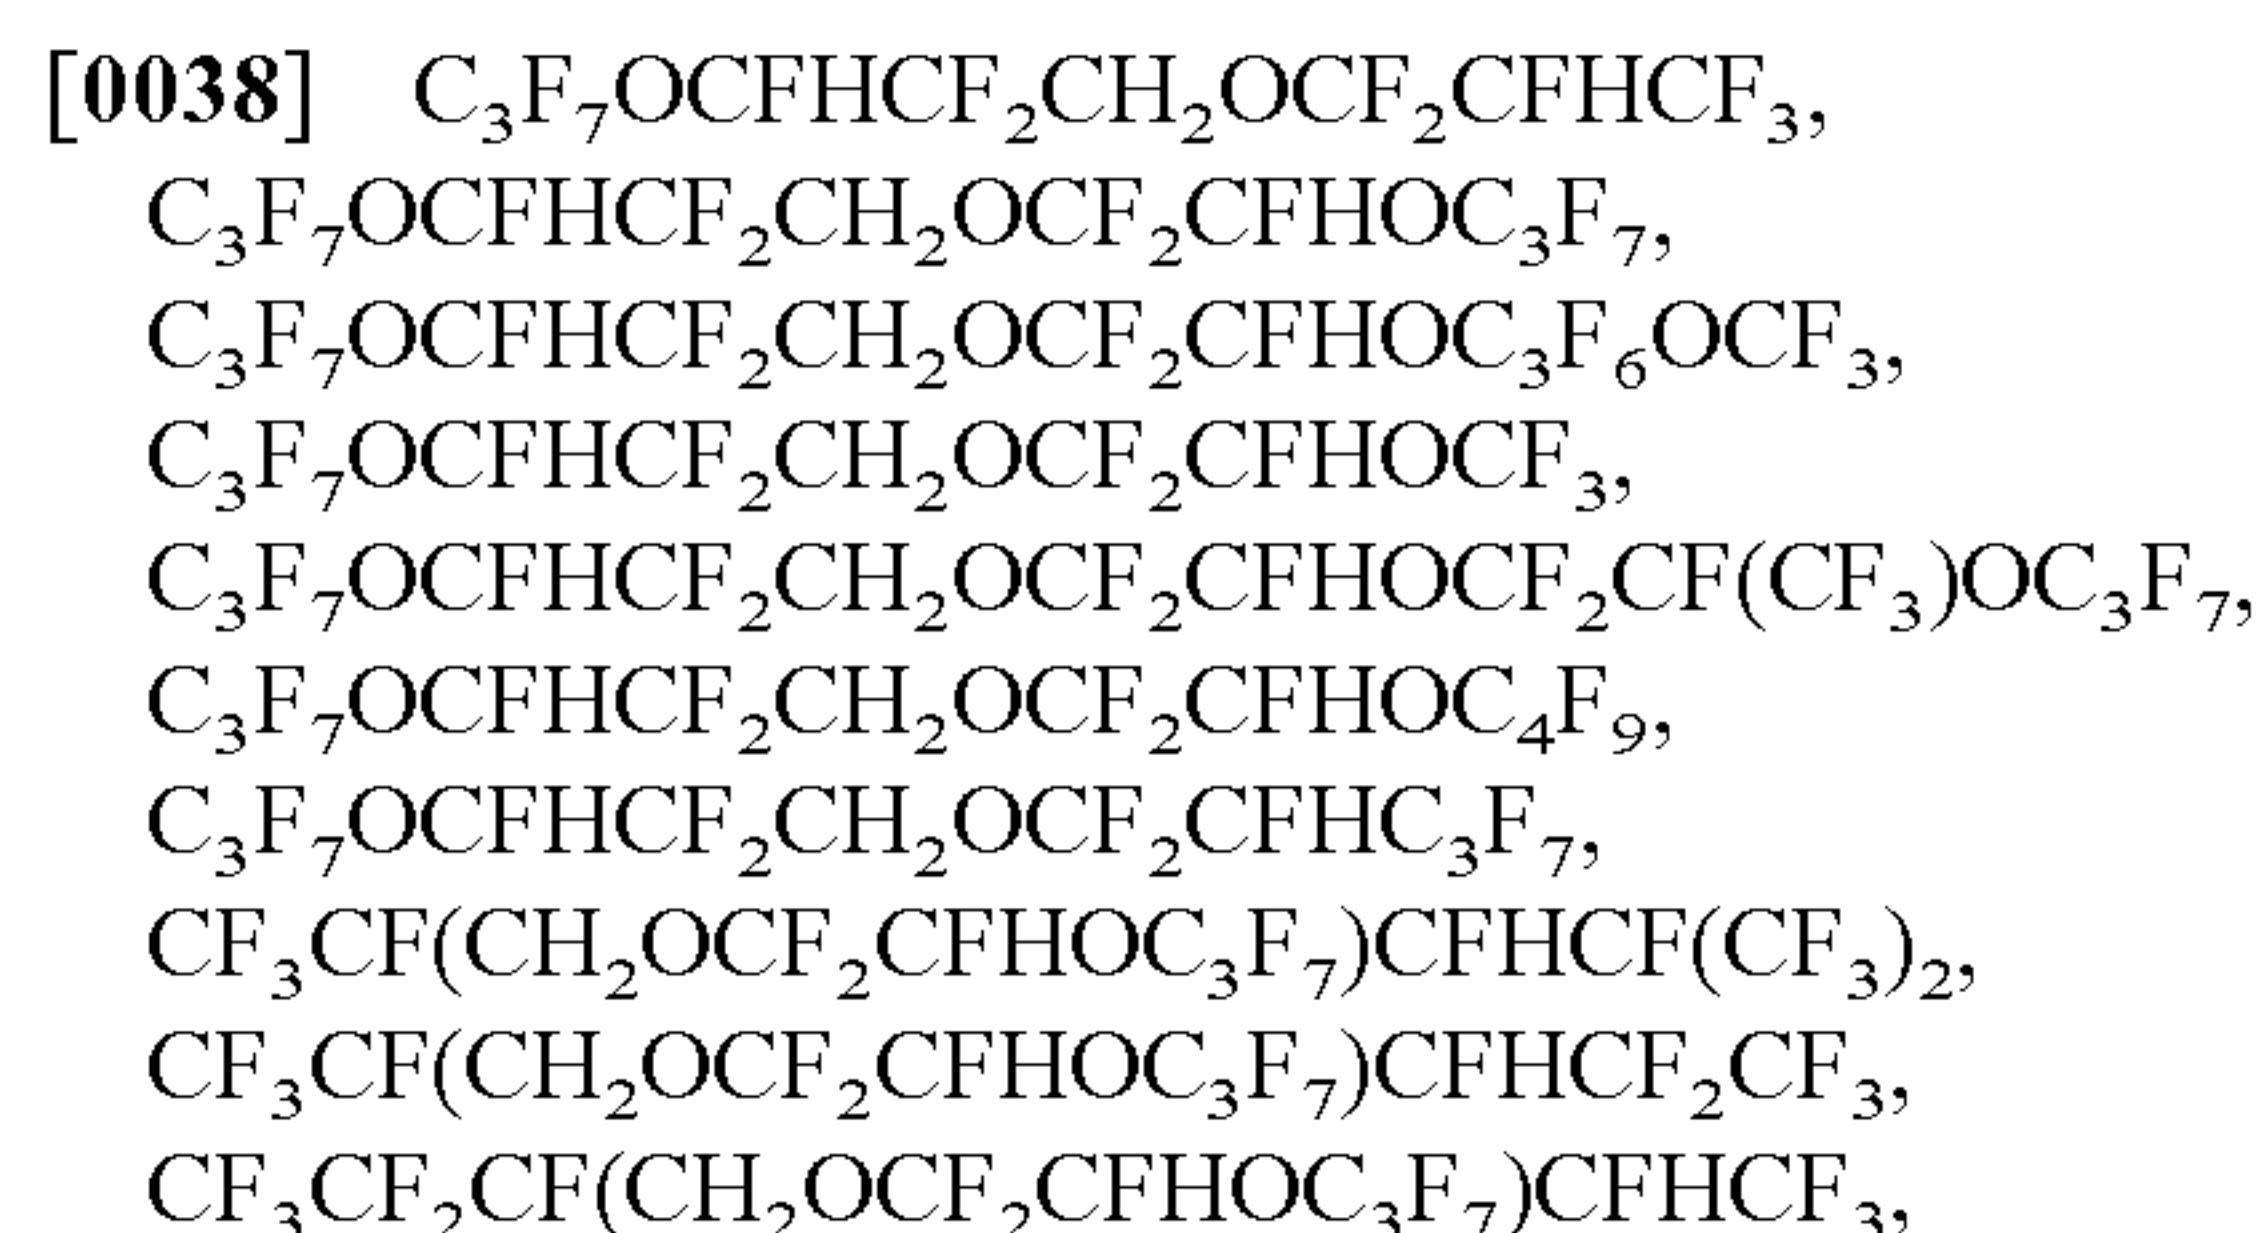 [0038] C₃F₇OCFHCF₂CH₂OCF₂CFHCF₃,
C₃F₇OCFHCF₂CH₂OCF₂CFHOC₃F₇,
C₃F₇OCFHCF₂CH₂OCF₂CFHOC₃F₆OCF₃,
C₃F₇OCFHCF₂CH₂OCF₂CFHOCF₃,
C₃F₇OCFHCF₂CH₂OCF₂CFHOCF₂CF(CF₃)OC₃F₇,
C₃F₇OCFHCF₂CH₂OCF₂CFHOC₄F₉,
C₃F₇OCFHCF₂CH₂OCF₂CFHC₃F₇,
CF₃CF(CH₂OCF₂CFHOC₃F₇)CFHCF(CF₃)₂,
CF₃CF(CH₂OCF₂CFHOC₃F₇)CFHCF₂CF₃,
CF₃CF₂CF(CH₂OCF₂CFHOC₃F₇)CFHCF₃,